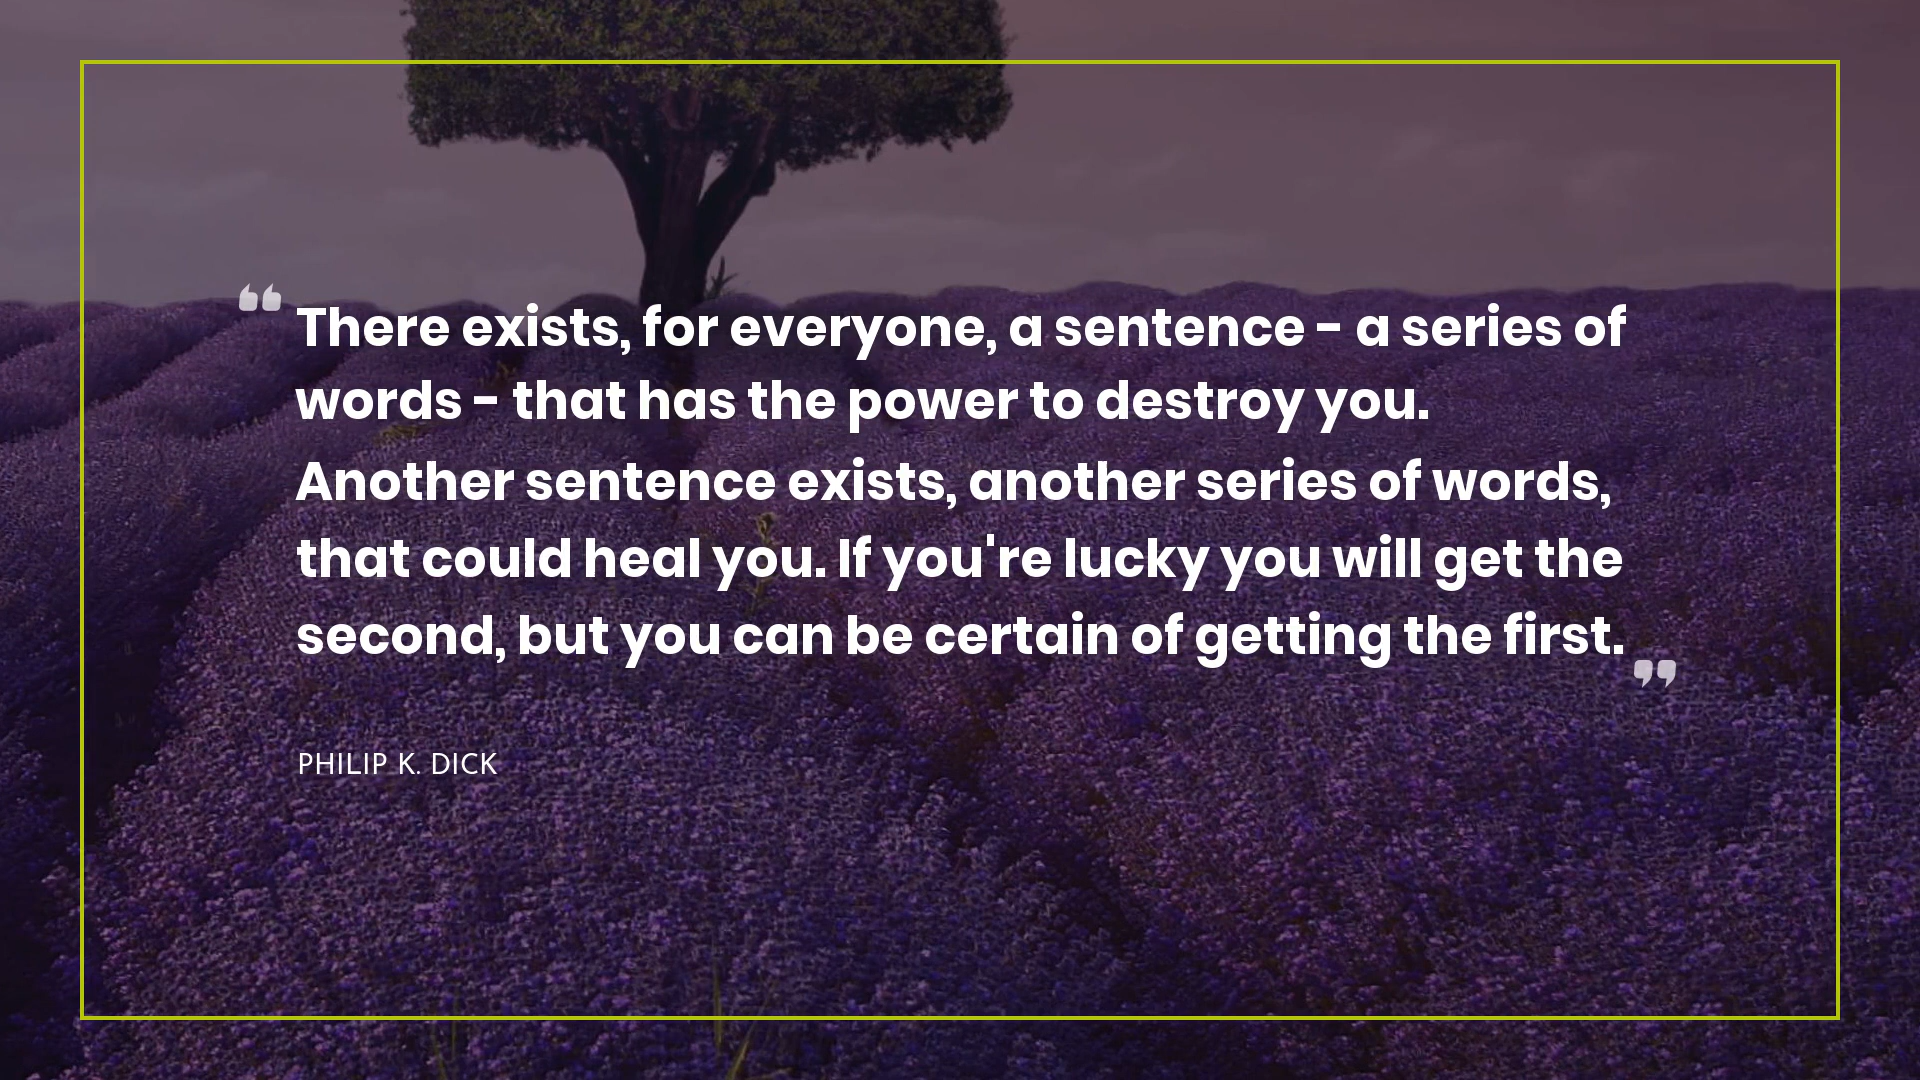 “There exists, for everyone, a sentence - a series of
words - that has the power to destroy you.
Another sentence exists, another series of words,
that could heal you. If you're lucky you will get the
second, but you can be certain of getting the first.”
PHILIP K. DICK